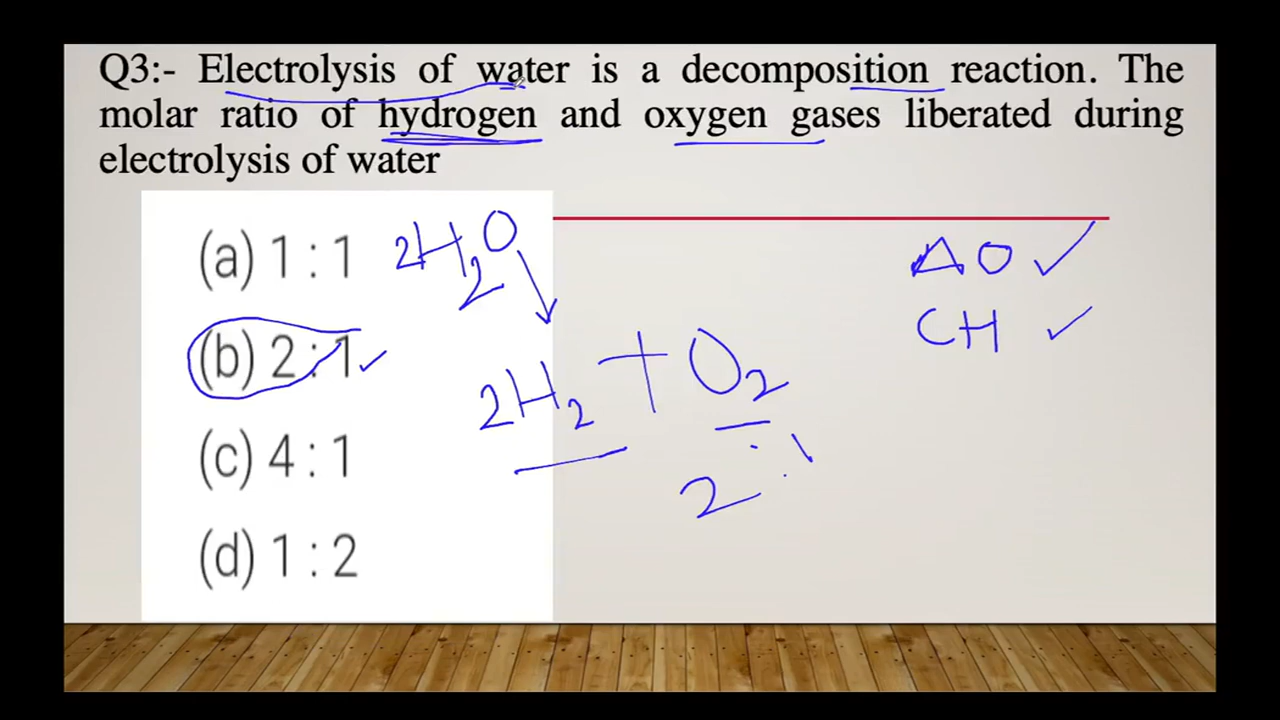 Q3:- Electrolysis of water is a decomposition reaction. The
molar ratio of hydrogen and oxygen gases liberated during
electrolysis of water
(a) 1 : 1
2H₂O
AO ✓
CH ✓
(b) 2 : 1 ✓
2H₂ + O₂
2 : 1
(c) 4 : 1
(d) 1 : 2